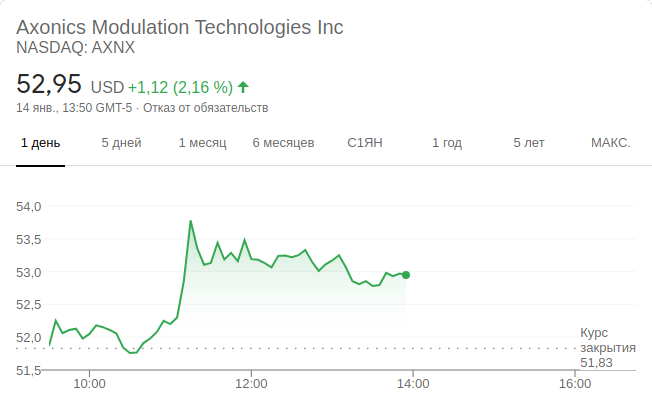 Axonics Modulation Technologies Inc
NASDAQ: AXNX
52,95 USD +1,12 (2,16 %)
14 янв., 13:50 GMT-5 · Отказ от обязательств
1 день 5 дней 1 месяц 6 месяцев С1ЯН 1 год 5 лет МАКС.
54,0
53,5
53,0
52,5
52,0
51,5
Курс
закрытия
51,83
10:00 12:00 14:00 16:00